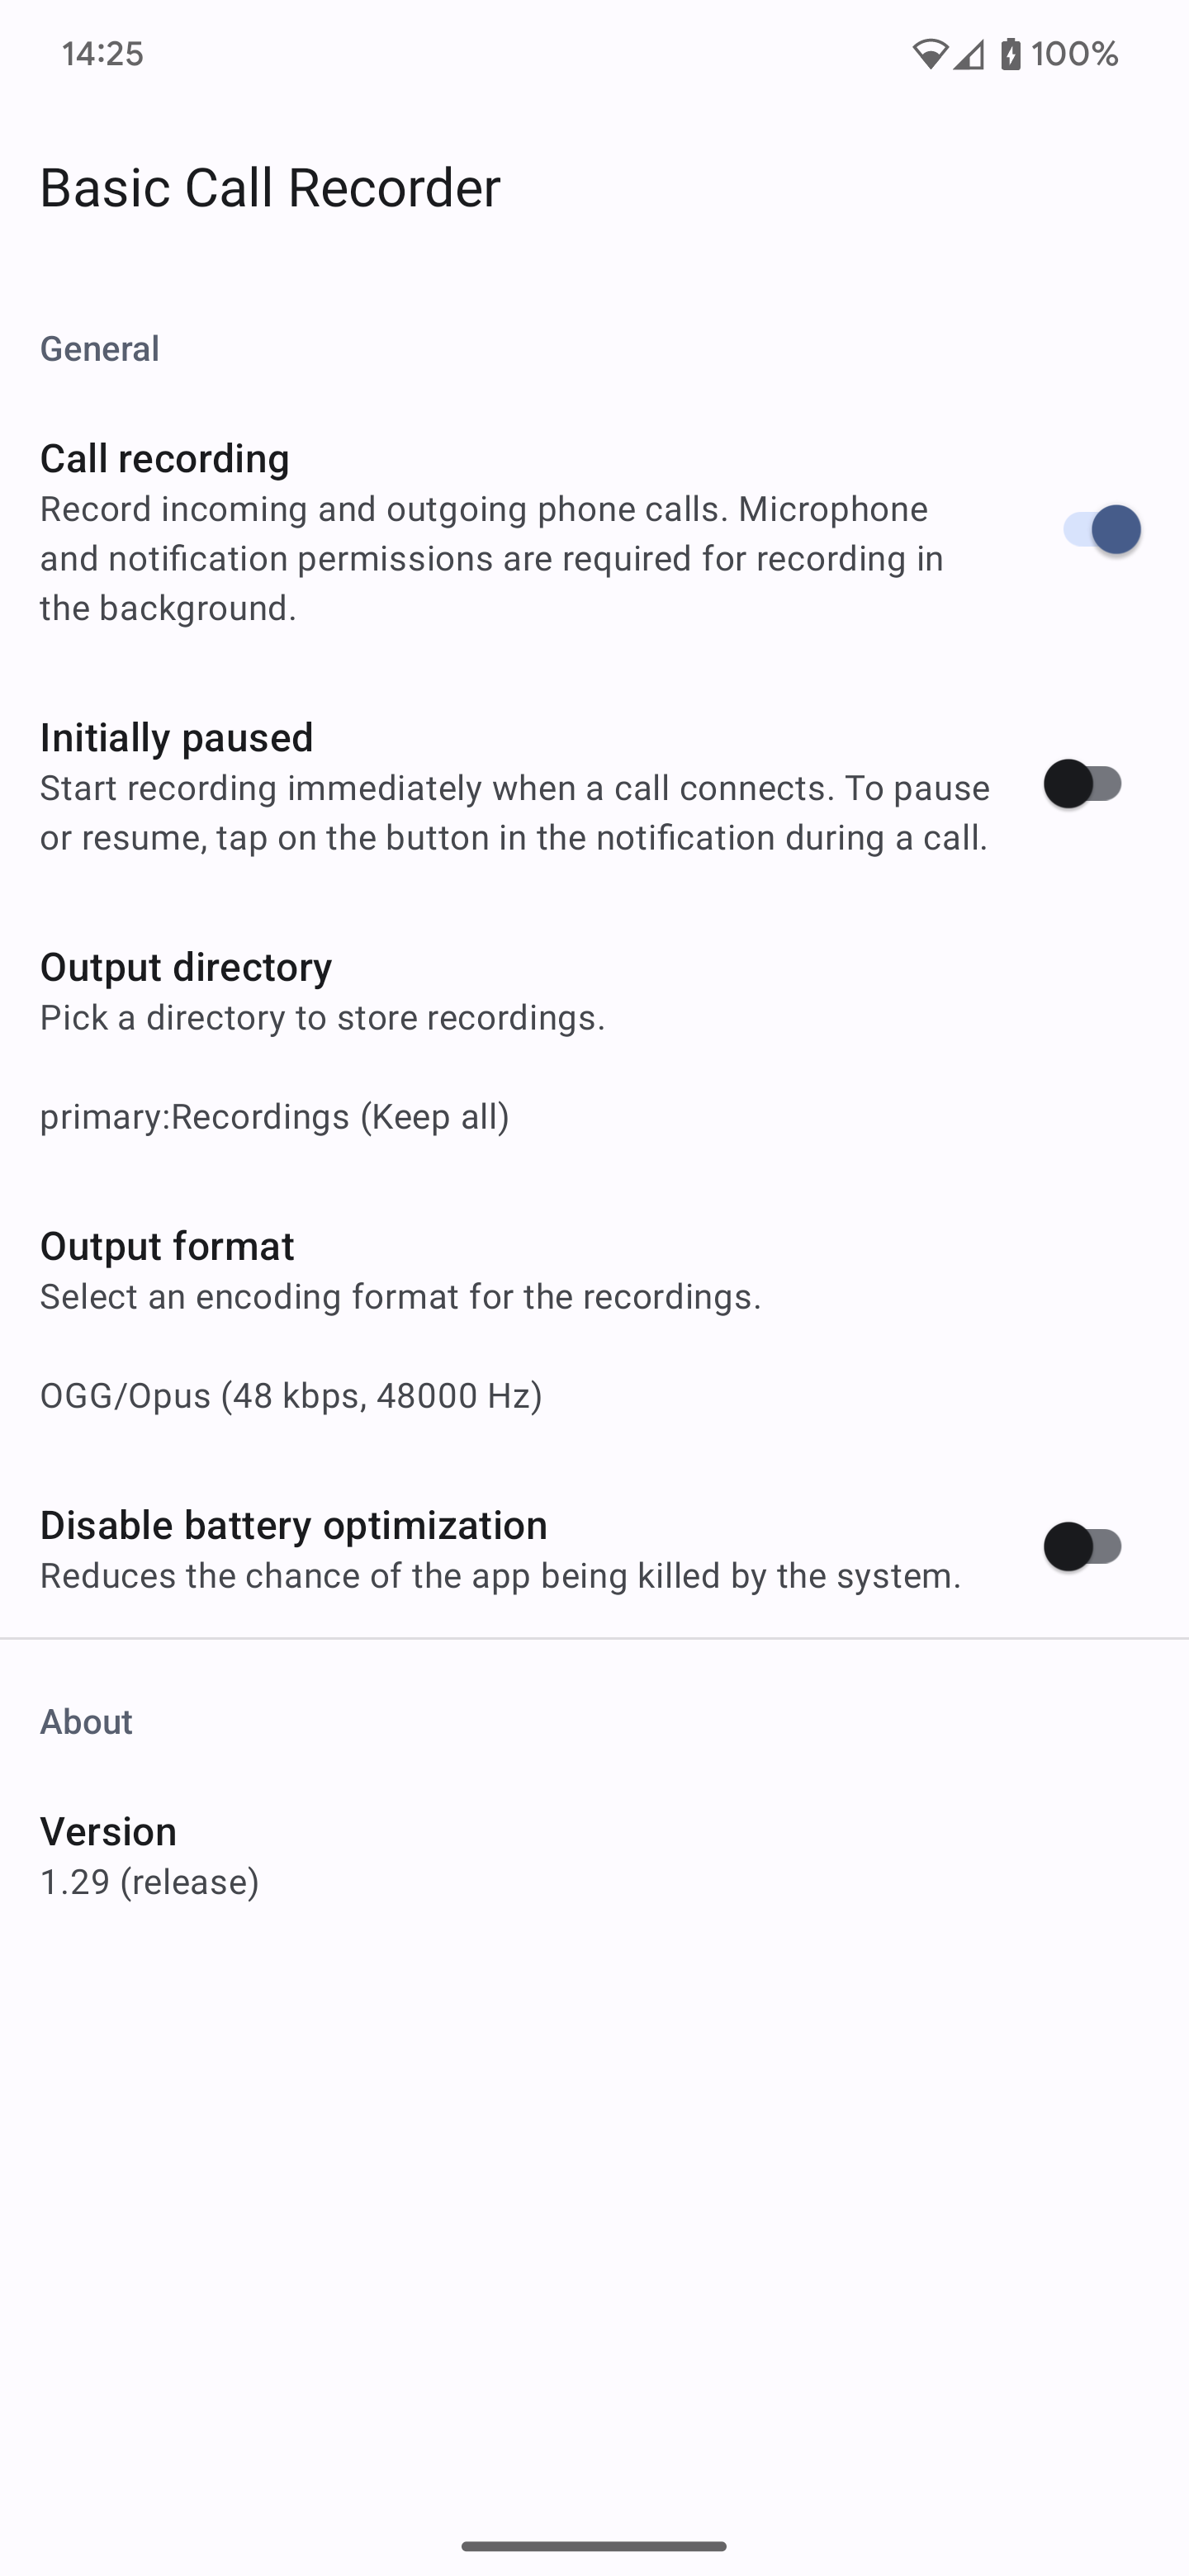 14:25
100%
Basic Call Recorder
General
Call recording
Record incoming and outgoing phone calls. Microphone
and notification permissions are required for recording in
the background.
Initially paused
Start recording immediately when a call connects. To pause
or resume, tap on the button in the notification during a call.
Output directory
Pick a directory to store recordings.
primary:Recordings (Keep all)
Output format
Select an encoding format for the recordings.
OGG/Opus (48 kbps, 48000 Hz)
Disable battery optimization
Reduces the chance of the app being killed by the system.
About
Version
1.29 (release)